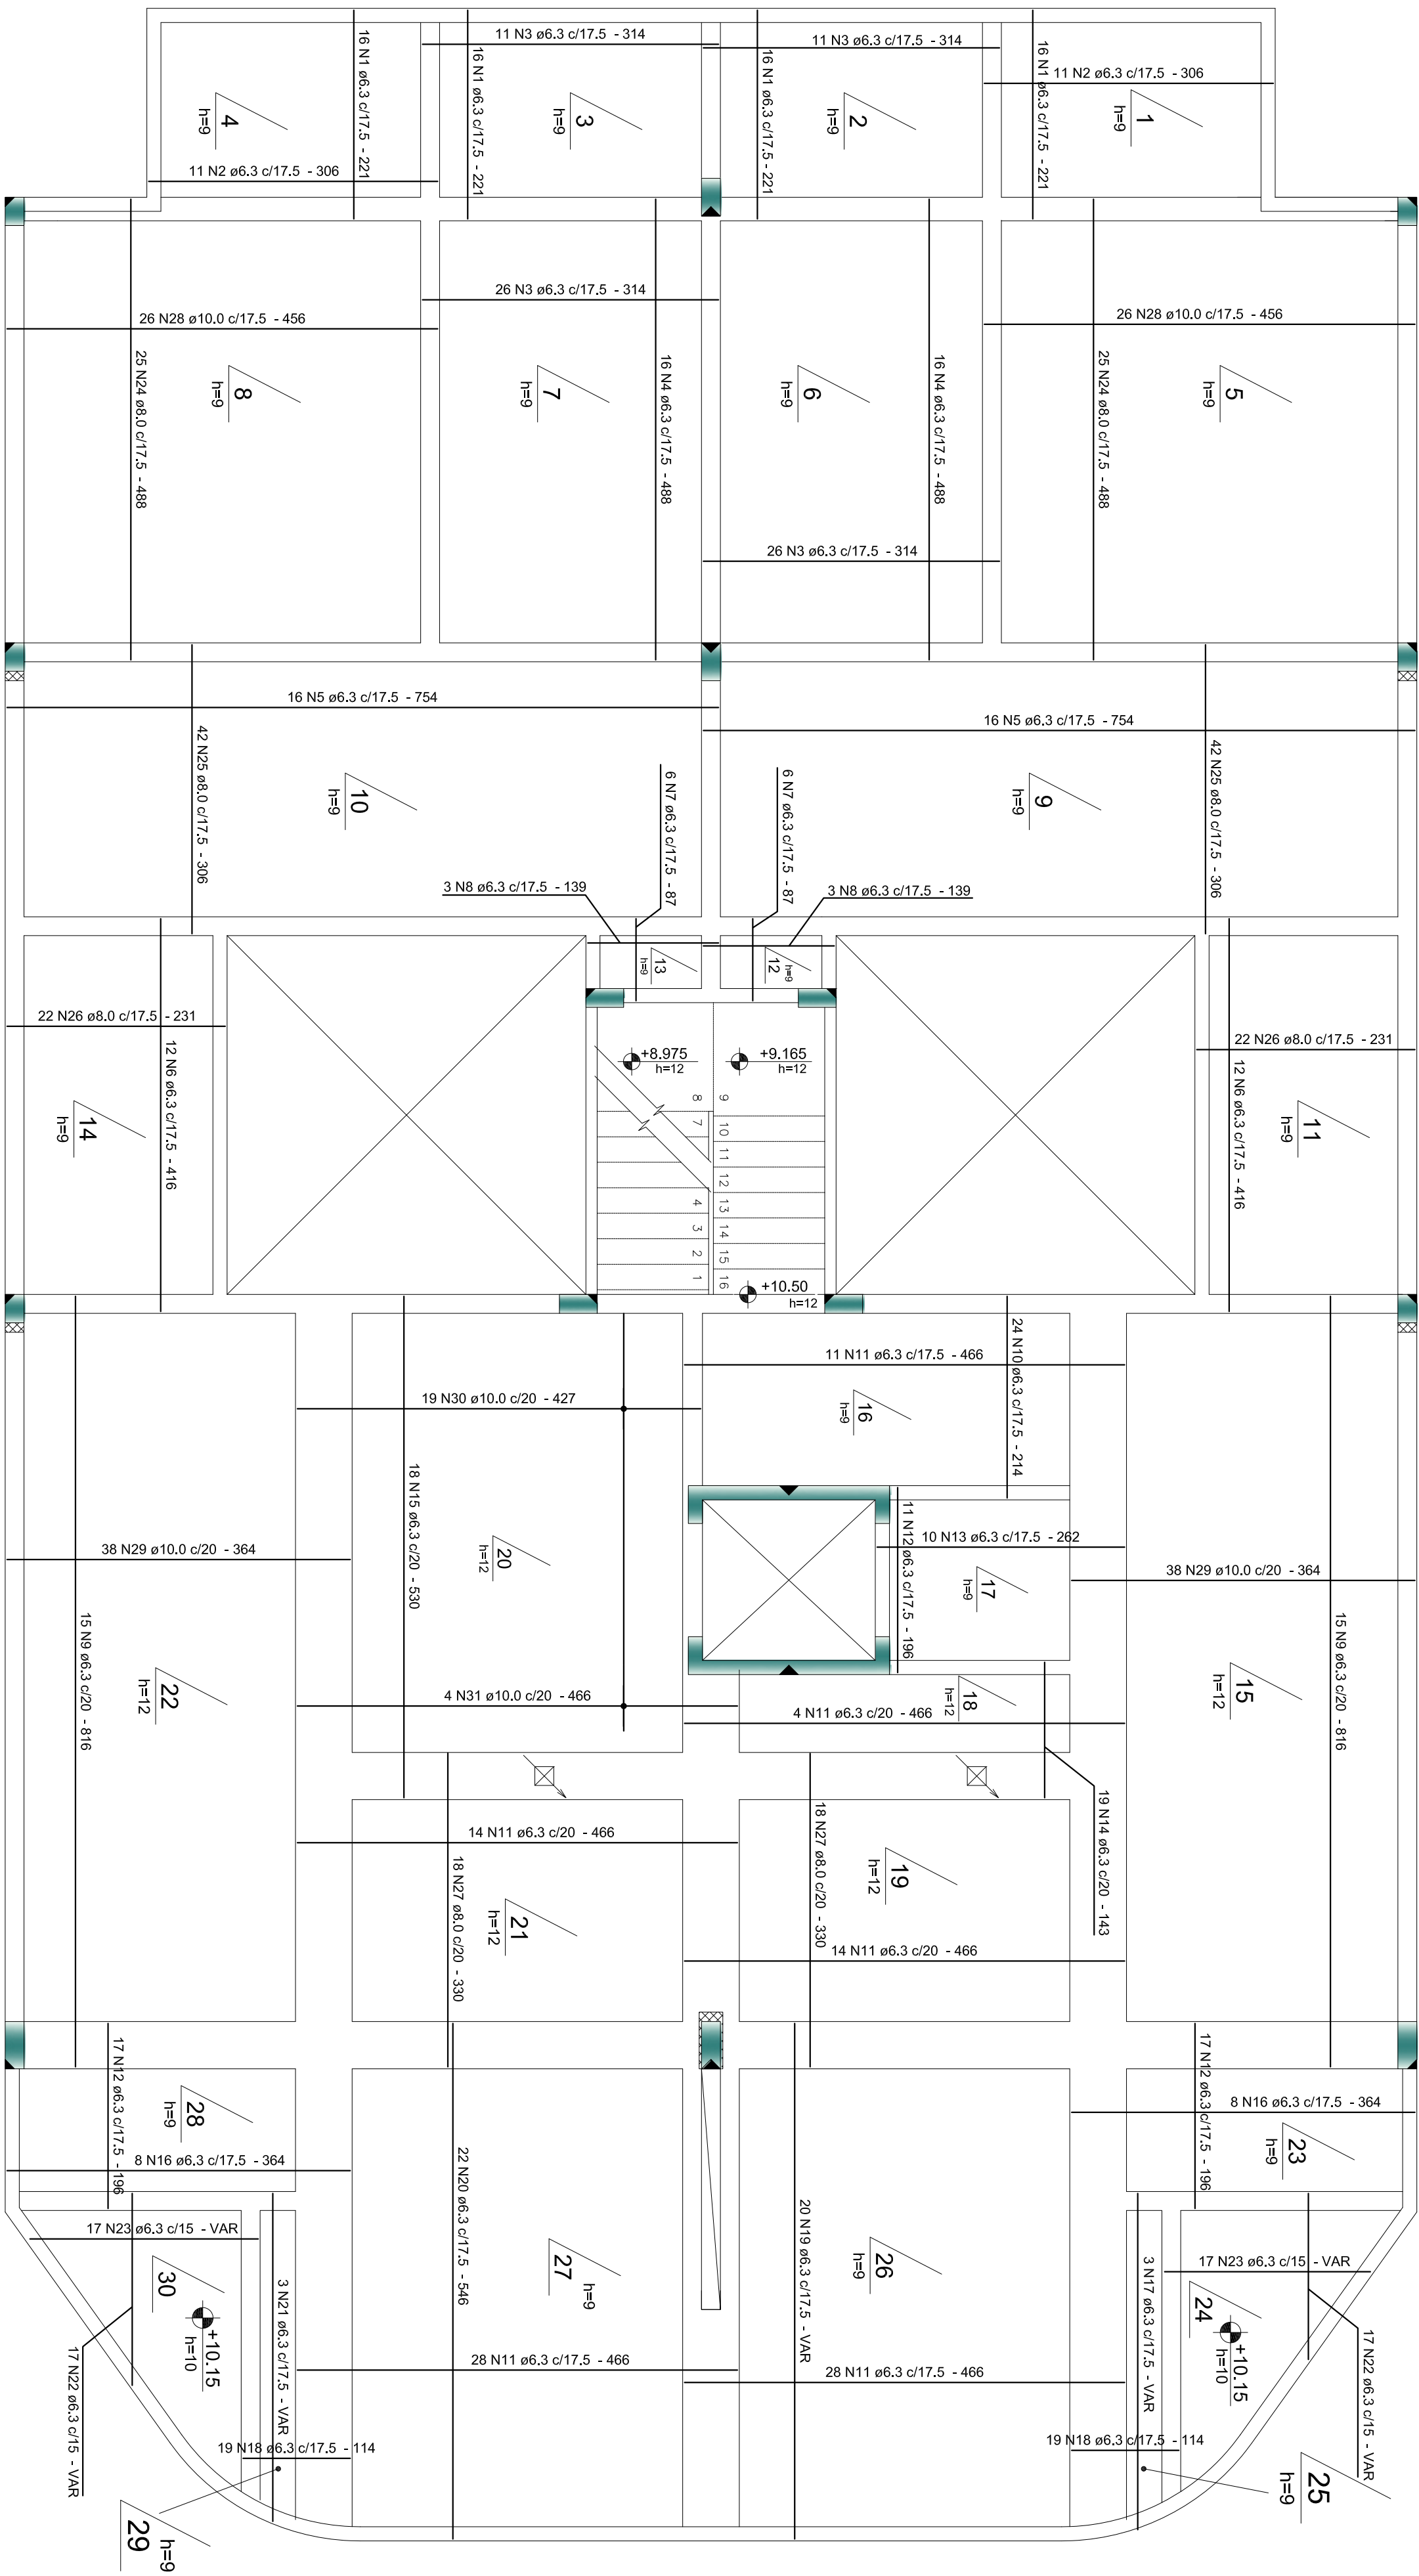 11 N3 ø6.3 c/17.5 - 314
11 N3 ø6.3 c/17.5 - 314
16 N1 ø6.3 c/17.5 - 221
16 N1 ø6.3 c/17.5 - 221
16 N1 ø6.3 c/17.5 - 221
16 N1 ø6.3 c/17.5 - 221
11 N2 ø6.3 c/17.5 - 306
4
h=9
3
h=9
2
h=9
1
h=9
11 N2 ø6.3 c/17.5 - 306
26 N3 ø6.3 c/17.5 - 314
26 N28 ø10.0 c/17.5 - 456
26 N28 ø10.0 c/17.5 - 456
25 N24 ø8.0 c/17.5 - 488
16 N4 ø6.3 c/17.5 - 488
16 N4 ø6.3 c/17.5 - 488
25 N24 ø8.0 c/17.5 - 488
8
h=9
7
h=9
6
h=9
5
h=9
26 N3 ø6.3 c/17.5 - 314
16 N5 ø6.3 c/17.5 - 754
16 N5 ø6.3 c/17.5 - 754
42 N25 ø8.0 c/17.5 - 306
42 N25 ø8.0 c/17.5 - 306
10
h=9
6 N7 ø6.3 c/17.5 - 87
6 N7 ø6.3 c/17.5 - 87
9
h=9
3 N8 ø6.3 c/17.5 - 139
3 N8 ø6.3 c/17.5 - 139
13
h=9
12
h=9
22 N26 ø8.0 c/17.5 - 231
22 N26 ø8.0 c/17.5 - 231
12 N6 ø6.3 c/17.5 - 416
12 N6 ø6.3 c/17.5 - 416
+8.975
h=12
+9.165
h=12
14
h=9
11
h=9
8
9
7
10
11
12
4
13
3
14
2
15
1
16
+10.50
h=12
11 N11 ø6.3 c/17.5 - 466
24 N10 ø6.3 c/17.5 - 214
19 N30 ø10.0 c/20 - 427
16
h=9
18 N15 ø6.3 c/20 - 530
11 N12 ø6.3 c/17.5 - 196
10 N13 ø6.3 c/17.5 - 262
38 N29 ø10.0 c/20 - 364
38 N29 ø10.0 c/20 - 364
20
h=12
17
h=9
15 N9 ø6.3 c/20 - 816
15 N9 ø6.3 c/20 - 816
22
h=12
15
h=12
18
h=12
4 N31 ø10.0 c/20 - 466
4 N11 ø6.3 c/20 - 466
19 N14 ø6.3 c/20 - 143
14 N11 ø6.3 c/20 - 466
18 N27 ø8.0 c/20 - 330
18 N27 ø8.0 c/20 - 330
19
h=12
21
h=12
14 N11 ø6.3 c/20 - 466
17 N12 ø6.3 c/17.5 - 196
17 N12 ø6.3 c/17.5 - 196
28
h=9
8 N16 ø6.3 c/17.5 - 364
23
h=9
8 N16 ø6.3 c/17.5 - 364
22 N20 ø6.3 c/17.5 - 546
20 N19 ø6.3 c/17.5 - VAR
17 N23 ø6.3 c/15 - VAR
17 N23 ø6.3 c/15 - VAR
30
+10.15
h=10
27
h=9
26
h=9
24
+10.15
h=10
3 N21 ø6.3 c/17.5 - VAR
3 N17 ø6.3 c/17.5 - VAR
17 N22 ø6.3 c/15 - VAR
17 N22 ø6.3 c/15 - VAR
28 N11 ø6.3 c/17.5 - 466
28 N11 ø6.3 c/17.5 - 466
19 N18 ø6.3 c/17.5 - 114
19 N18 ø6.3 c/17.5 - 114
25
h=9
29
h=9